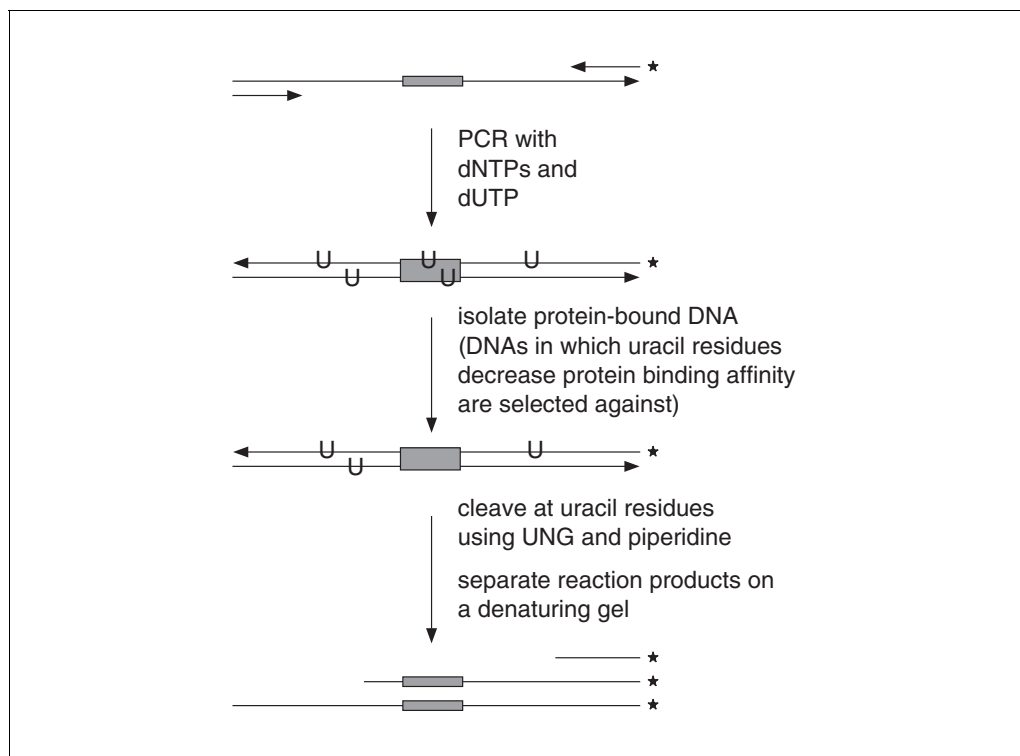 PCR with
dNTPs and
dUTP
U U U
U U
isolate protein-bound DNA
(DNAs in which uracil residues
decrease protein binding affinity
are selected against)
U U
U
cleave at uracil residues
using UNG and piperidine
separate reaction products on
a denaturing gel